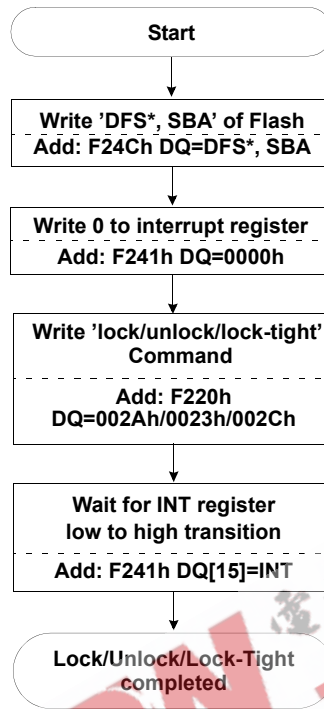 Start
Write ’DFS*, SBA’ of Flash
Add: F24Ch DQ=DFS*, SBA
Write 0 to interrupt register
Add: F241h DQ=0000h
Write ’lock/unlock/lock-tight’
Command
Add: F220h
DQ=002Ah/0023h/002Ch
Wait for INT register
low to high transition
Add: F241h DQ[15]=INT
Lock/Unlock/Lock-Tight
completed